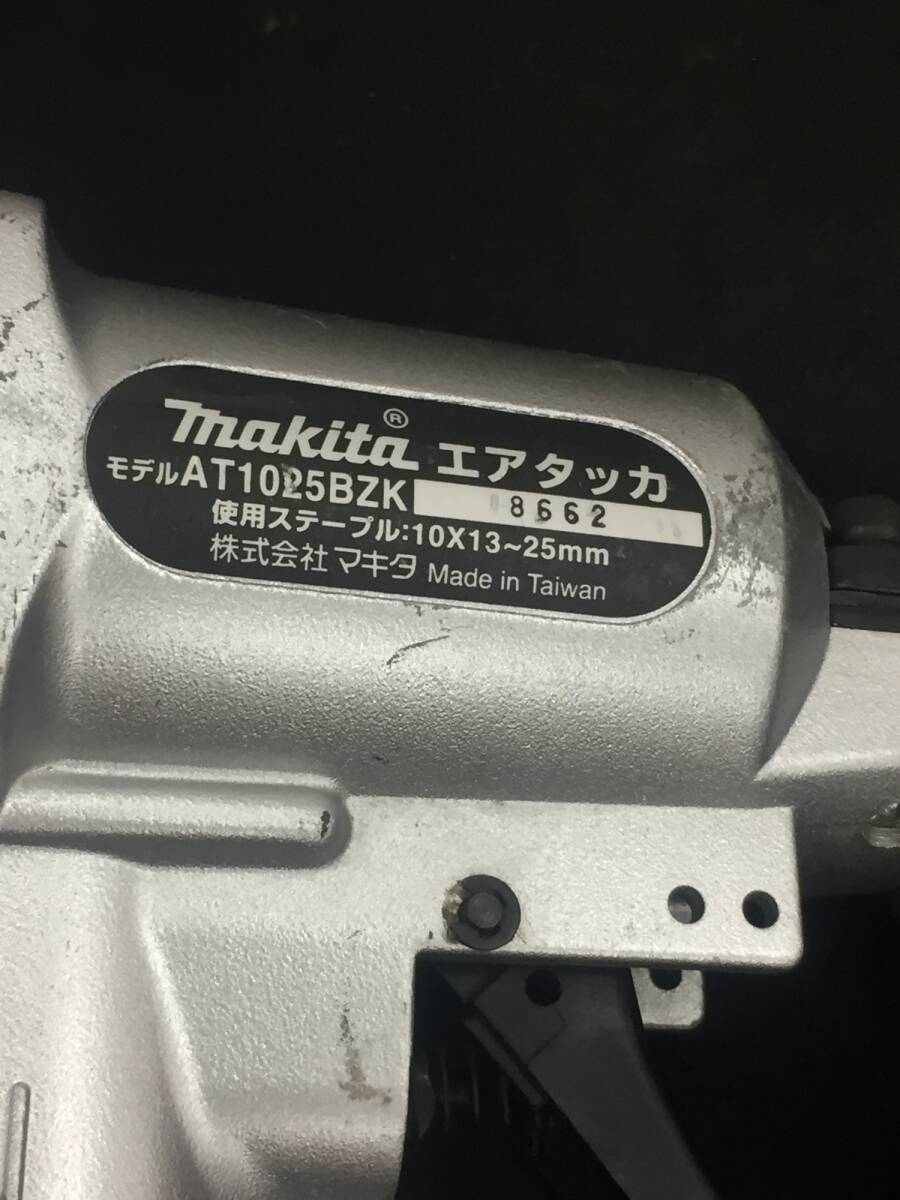 makita® エアタッカ
モデルAT1025BZK 8662
使用ステープル:10X13~25mm
株式会社 マキタ Made in Taiwan